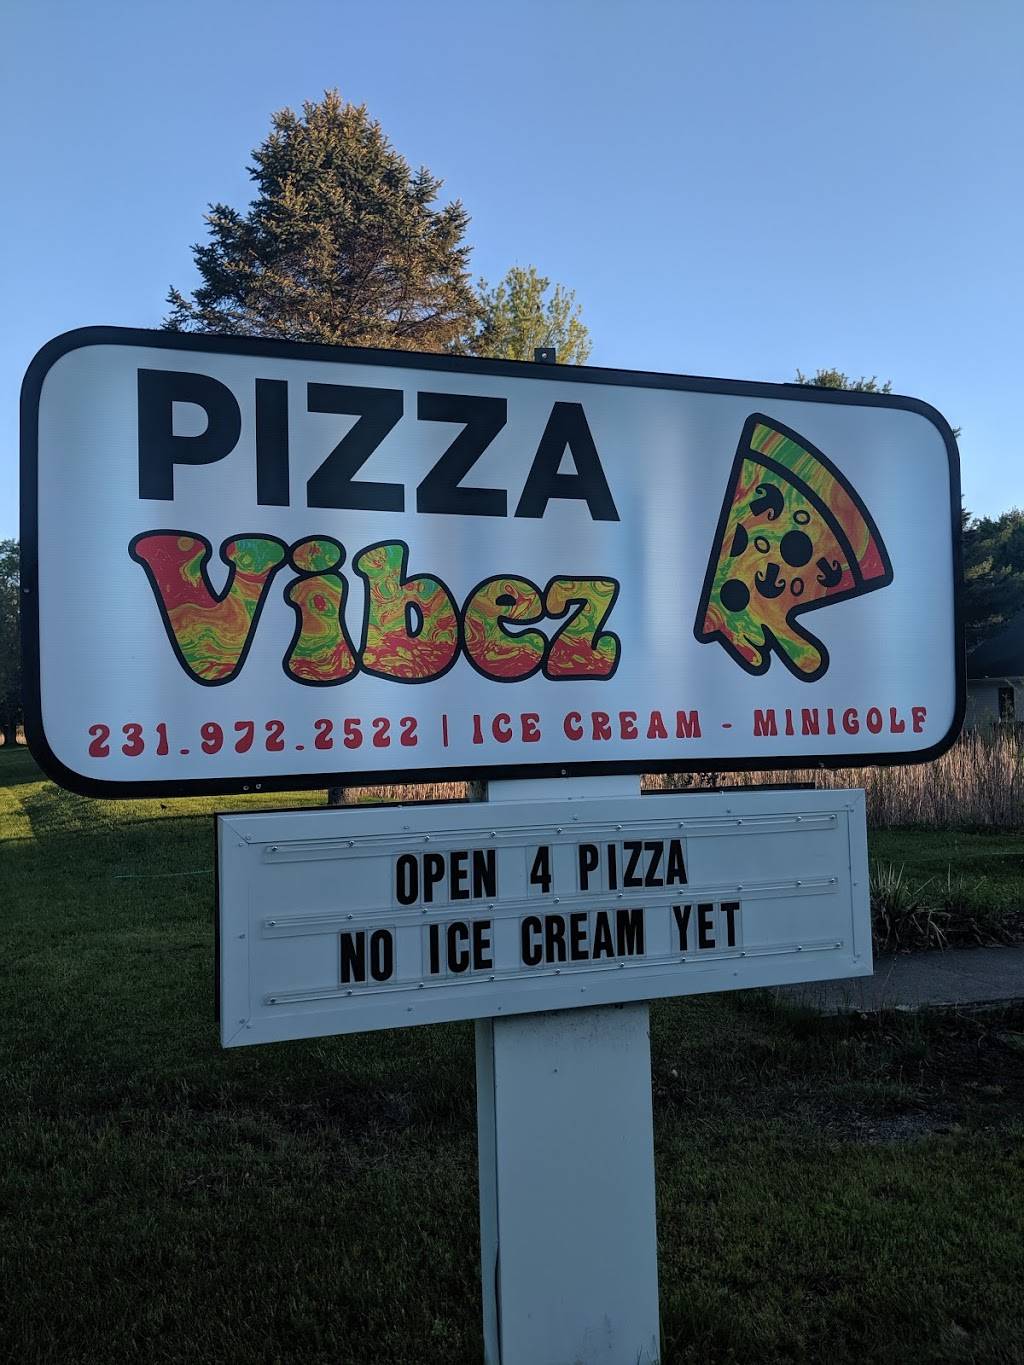 PIZZA
Vibez
231.972.2522 | ICE CREAM - MINIGOLF
OPEN 4 PIZZA
NO ICE CREAM YET